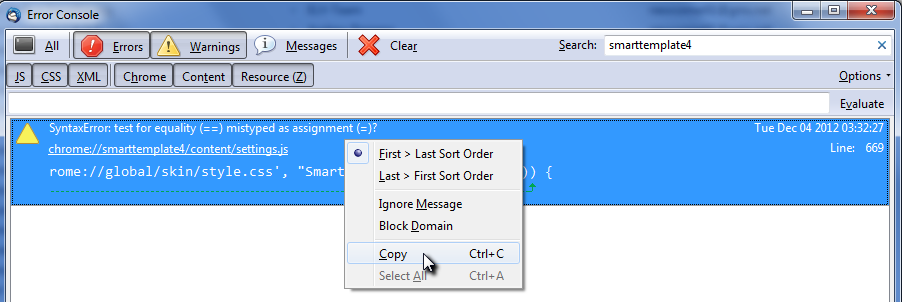 Error Console
All Errors Warnings Messages Clear Search: smarttemplate4
JS CSS XML Chrome Content Resource (Z) Options
Evaluate
SyntaxError: test for equality (==) mistyped as assignment (=)? Tue Dec 04 2012 03:32:27
chrome://smarttemplate4/content/settings.js Line: 669
rome://global/skin/style.css', "Smart )) {
First > Last Sort Order
Last > First Sort Order
Ignore Message
Block Domain
Copy Ctrl+C
Select All Ctrl+A